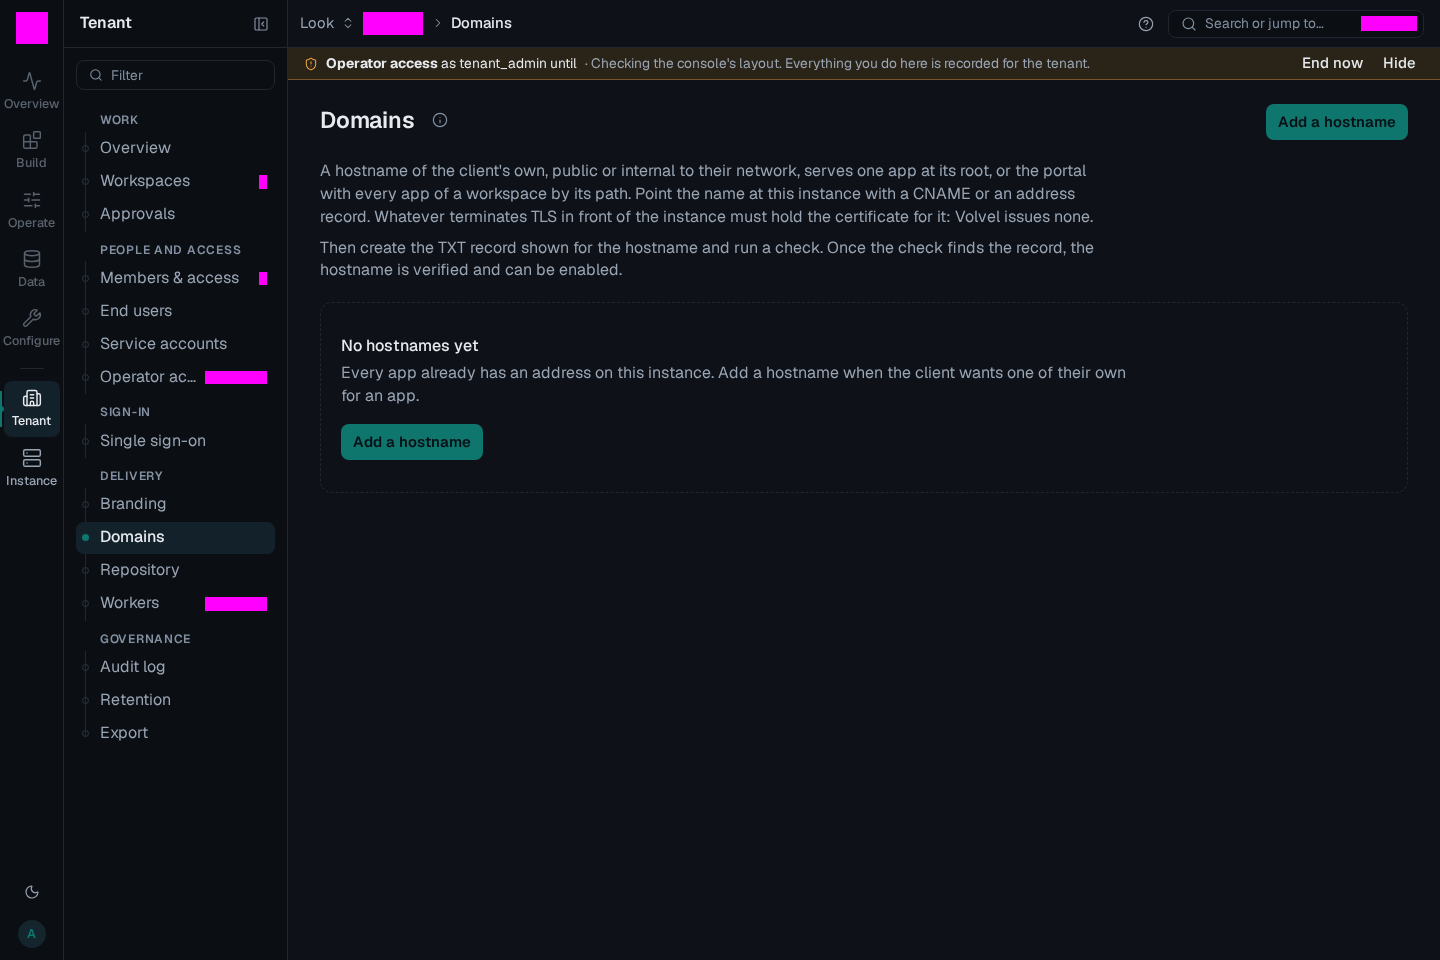 Tenant
Look
Domains
Search or jump to...
Operator access as tenant_admin until · Checking the console's layout. Everything you do here is recorded for the tenant.
End now
Hide
Overview
Build
Operate
Data
Configure
Tenant
Instance
A
Filter
WORK
Overview
Workspaces
Approvals
PEOPLE AND ACCESS
Members & access
End users
Service accounts
Operator ac...
SIGN-IN
Single sign-on
DELIVERY
Branding
Domains
Repository
Workers
GOVERNANCE
Audit log
Retention
Export
Domains
Add a hostname
A hostname of the client's own, public or internal to their network, serves one app at its root, or the portal
with every app of a workspace by its path. Point the name at this instance with a CNAME or an address
record. Whatever terminates TLS in front of the instance must hold the certificate for it: Volvel issues none.
Then create the TXT record shown for the hostname and run a check. Once the check finds the record, the
hostname is verified and can be enabled.
No hostnames yet
Every app already has an address on this instance. Add a hostname when the client wants one of their own
for an app.
Add a hostname